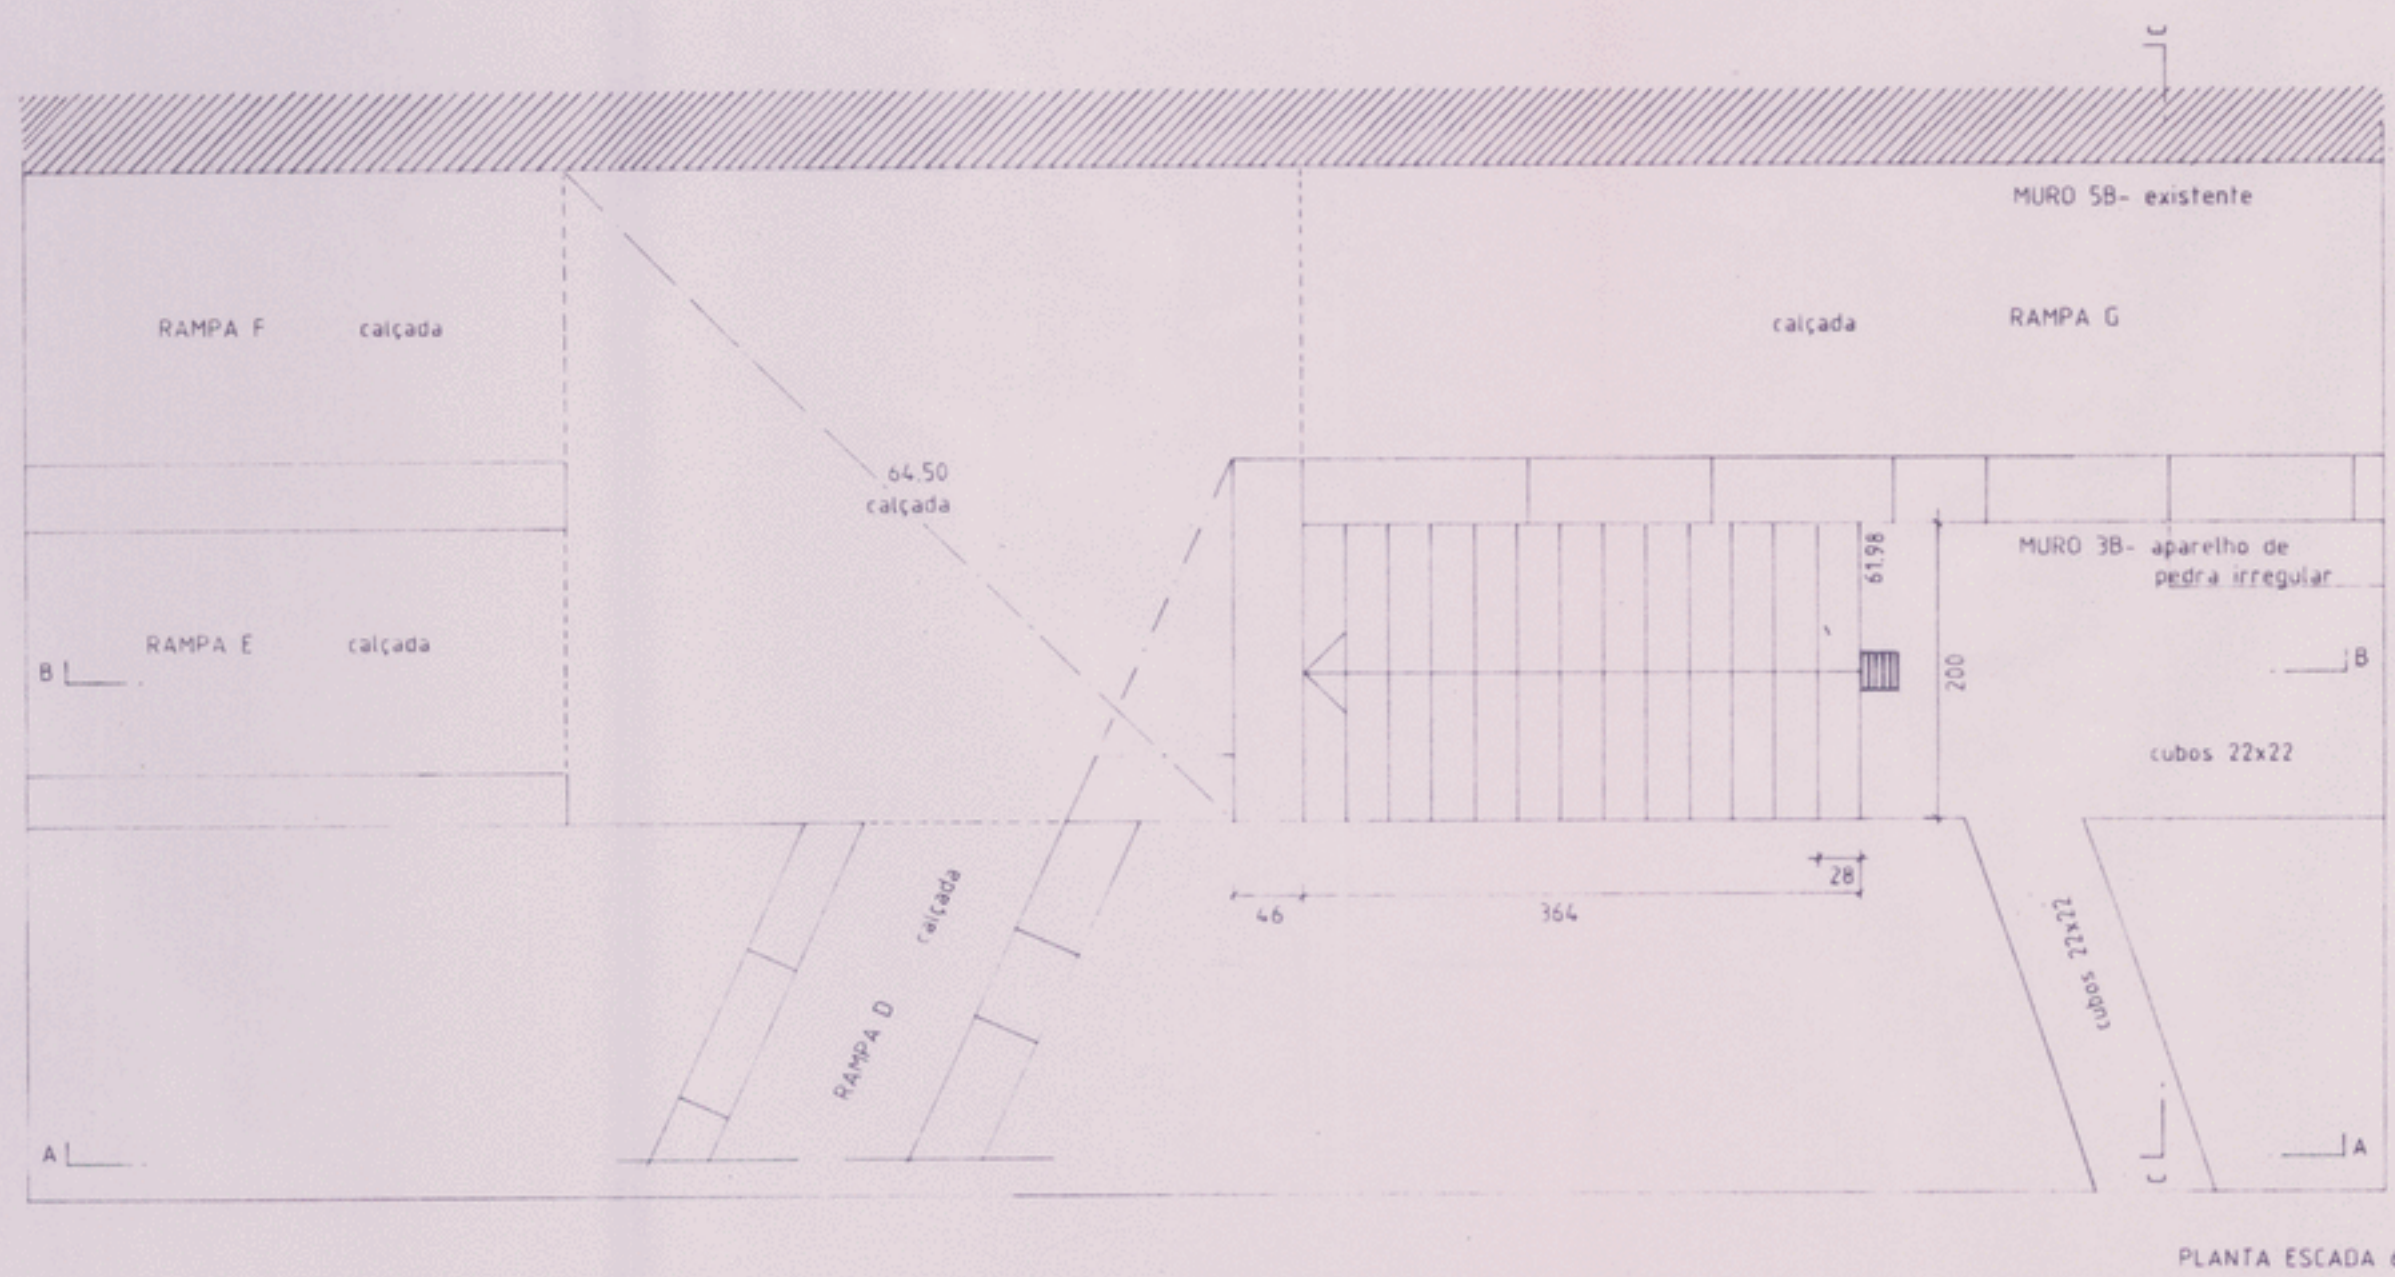 C
MURO 5B- existente
RAMPA F calçada
calçada RAMPA G
64.50
calçada
61.98
MURO 3B- aparelho de
pedra irregular
RAMPA E calçada
B
200
B
cubos 22x22
28
46
364
calçada
RAMPA D
cubos 22x22
A
C
A
PLANTA ESCADA